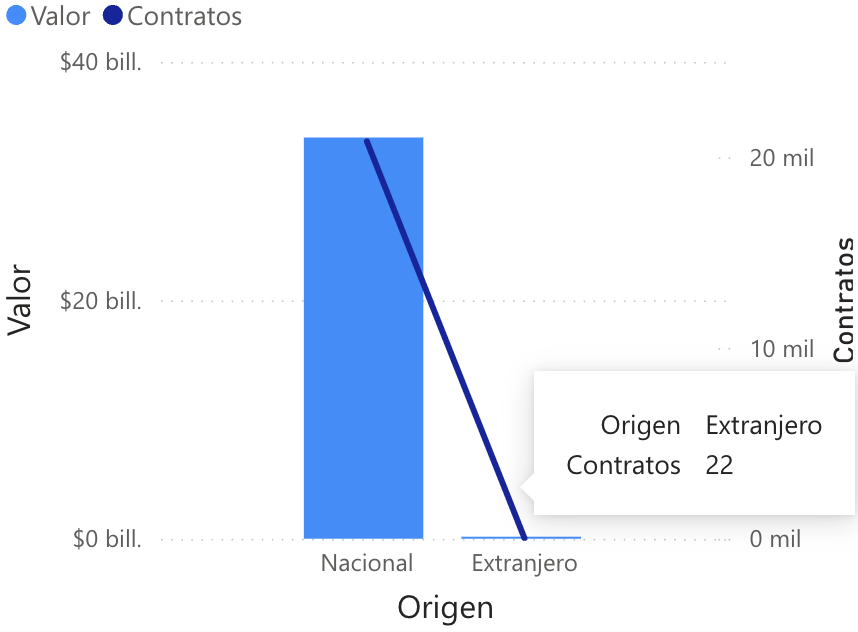 Valor Contratos
$40 bill.
20 mil
Valor
$20 bill.
Contratos
10 mil
Origen Extranjero
Contratos 22
$0 bill.
0 mil
Nacional Extranjero
Origen